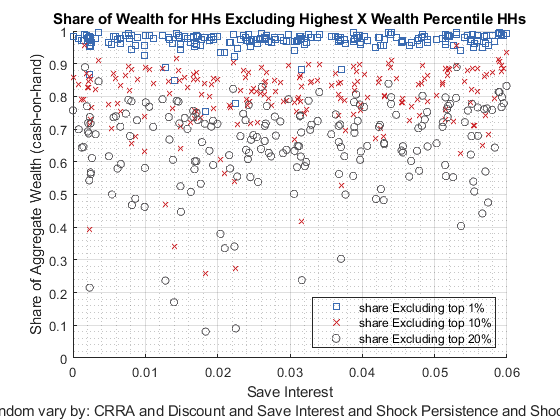 Share of Wealth for HHs Excluding Highest X Wealth Percentile HHs
Share of Aggregate Wealth (cash-on-hand)
1
0.9
0.8
0.7
0.6
0.5
0.4
0.3
0.2
0.1
0
0 0.01 0.02 0.03 0.04 0.05 0.06
share Excluding top 1%
share Excluding top 10%
share Excluding top 20%
Save Interest
ndom vary by: CRRA and Discount and Save Interest and Shock Persistence and Shoc